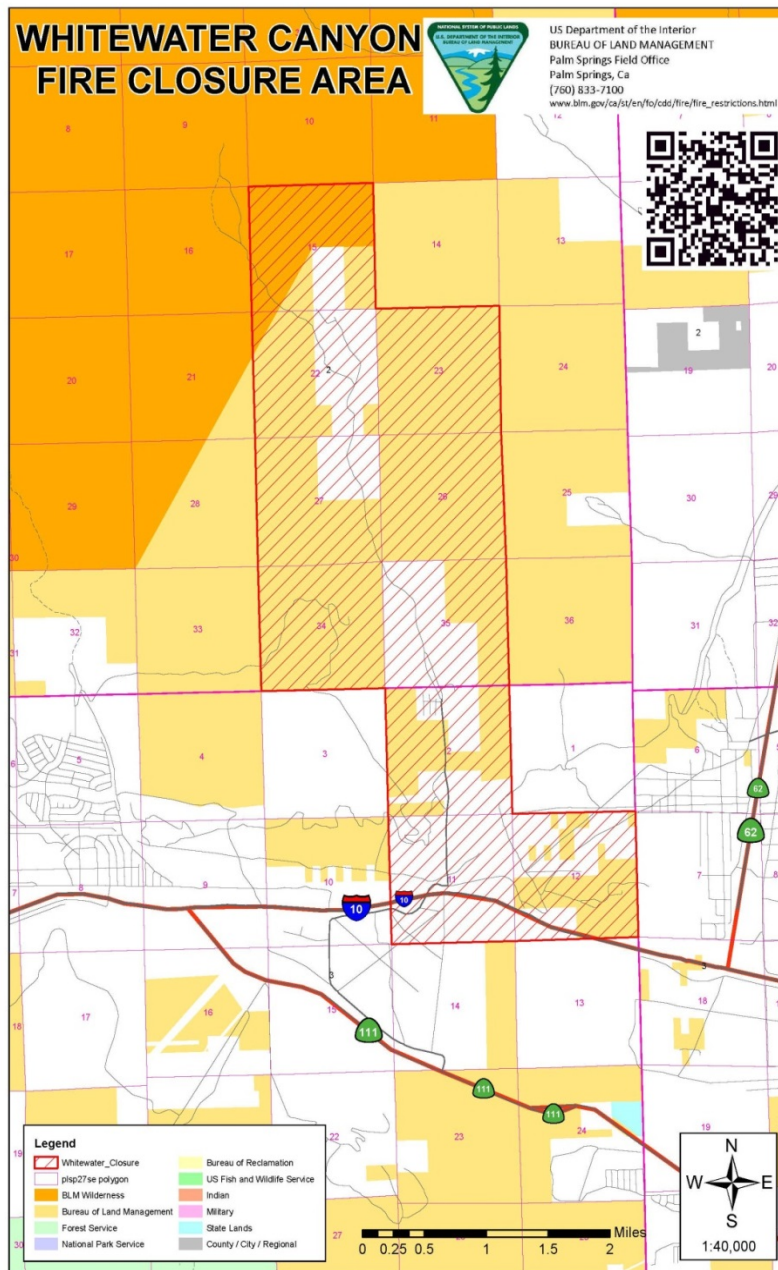 WHITEWATER CANYON
FIRE CLOSURE AREA
NATIONAL SYSTEM OF PUBLIC LANDS
U.S. DEPARTMENT OF THE INTERIOR
BUREAU OF LAND MANAGEMENT
US Department of the Interior
BUREAU OF LAND MANAGEMENT
Palm Springs Field Office
Palm Springs, Ca
(760) 833-7100
www.blm.gov/ca/st/en/fo/cdd/fire/fire_restrictions.html
8 9 10 11 12
17 16 15 14 13
2
20 21 22 23 24 19 20
2
29 28 27 26 25 30 29
30
32 33 34 35 36 31 32
31
6 5 4 3 2 1 6
62
62
7 8 9 10 11 12 7 8
10 10
3
3
18 17 16 15 14 13 18
111
111
111
19 22 23 24 19
30 27
Legend
Whitewater_Closure
plsp27se polygon
BLM Wilderness
Bureau of Land Management
Forest Service
National Park Service
Bureau of Reclamation
US Fish and Wildlife Service
Indian
Military
State Lands
County / City / Regional
Miles
0 0.25 0.5 1 1.5 2
N
W E
S
1:40,000